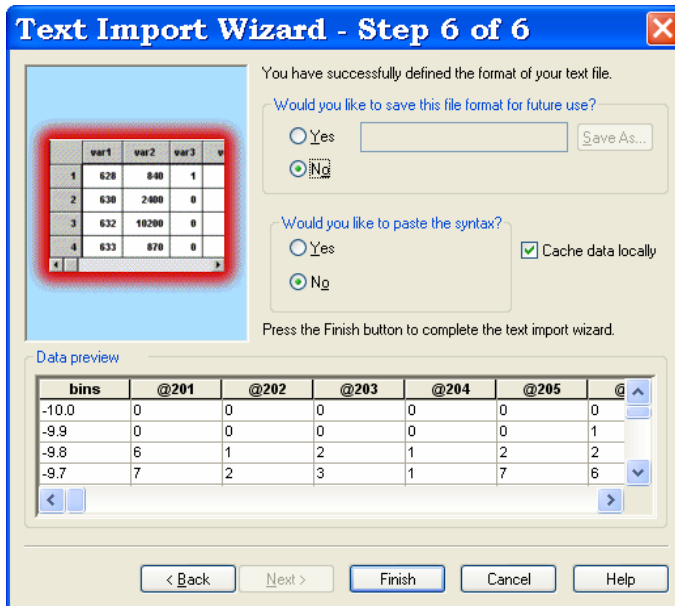 Text Import Wizard - Step 6 of 6
You have successfully defined the format of your text file.
Would you like to save this file format for future use?
Yes
Save As...
No
var1 var2 var3
1 628 840 1
2 630 2400 0
3 632 10200 0
4 633 870 0
Would you like to paste the syntax?
Yes
Cache data locally
No
Press the Finish button to complete the text import wizard.
Data preview
bins @201 @202 @203 @204 @205 @
-10.0 0 0 0 0 0 0
-9.9 0 0 0 0 0 1
-9.8 6 1 2 1 2 2
-9.7 7 2 3 1 7 6
< Back Next > Finish Cancel Help